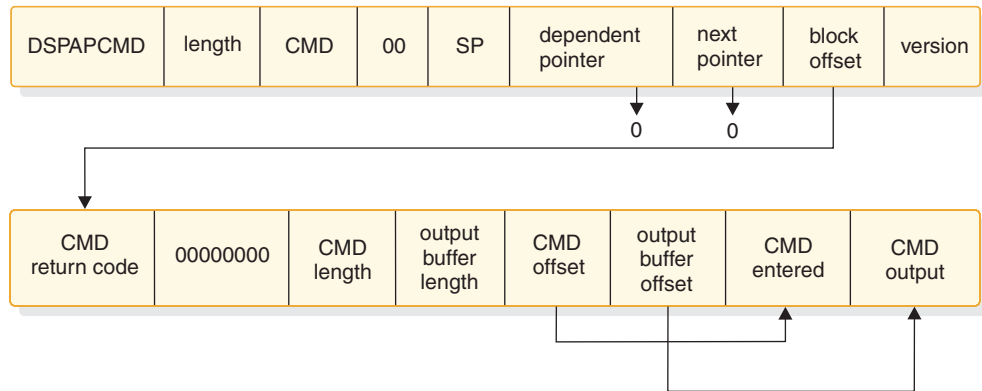 DSPAPCMD
length
CMD
00
SP
dependent
pointer
next
pointer
block
offset
version
0
0
CMD
return code
00000000
CMD
length
output
buffer
length
CMD
offset
output
buffer
offset
CMD
entered
CMD
output